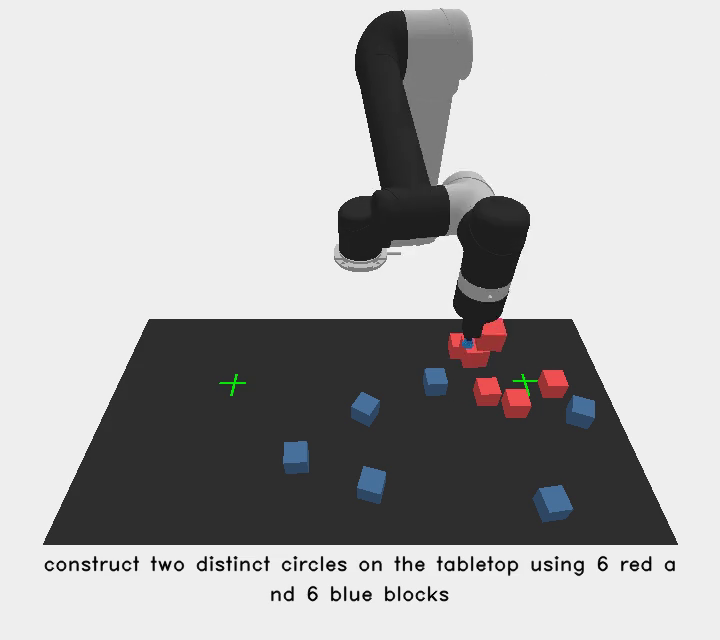 construct two distinct circles on the tabletop using 6 red a
nd 6 blue blocks